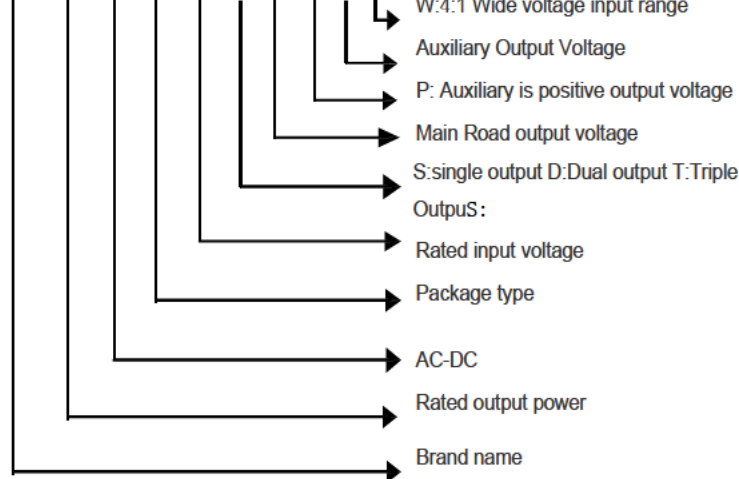 W:4:1 Wide voltage input range
Auxiliary Output Voltage
P: Auxiliary is positive output voltage
Main Road output voltage
S:single output D:Dual output T:Triple
OutpuS:
Rated input voltage
Package type
AC-DC
Rated output power
Brand name